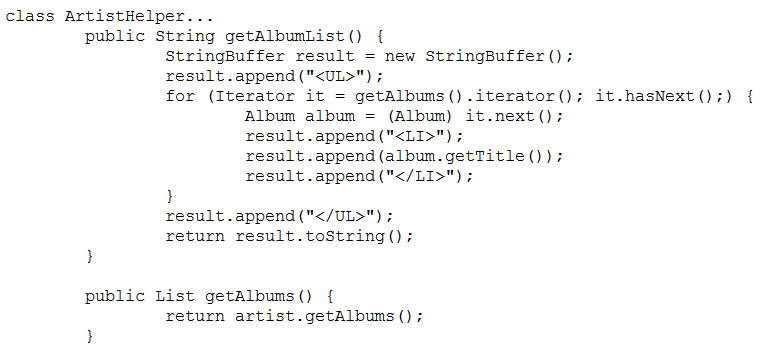 class ArtistHelper...
public String getAlbumList() {
StringBuffer result = new StringBuffer();
result.append("<UL>");
for (Iterator it = getAlbums().iterator(); it.hasNext();) {
Album album = (Album) it.next();
result.append("<LI>");
result.append(album.getTitle());
result.append("</LI>");
}
result.append("</UL>");
return result.toString();
}
public List getAlbums() {
return artist.getAlbums();
}